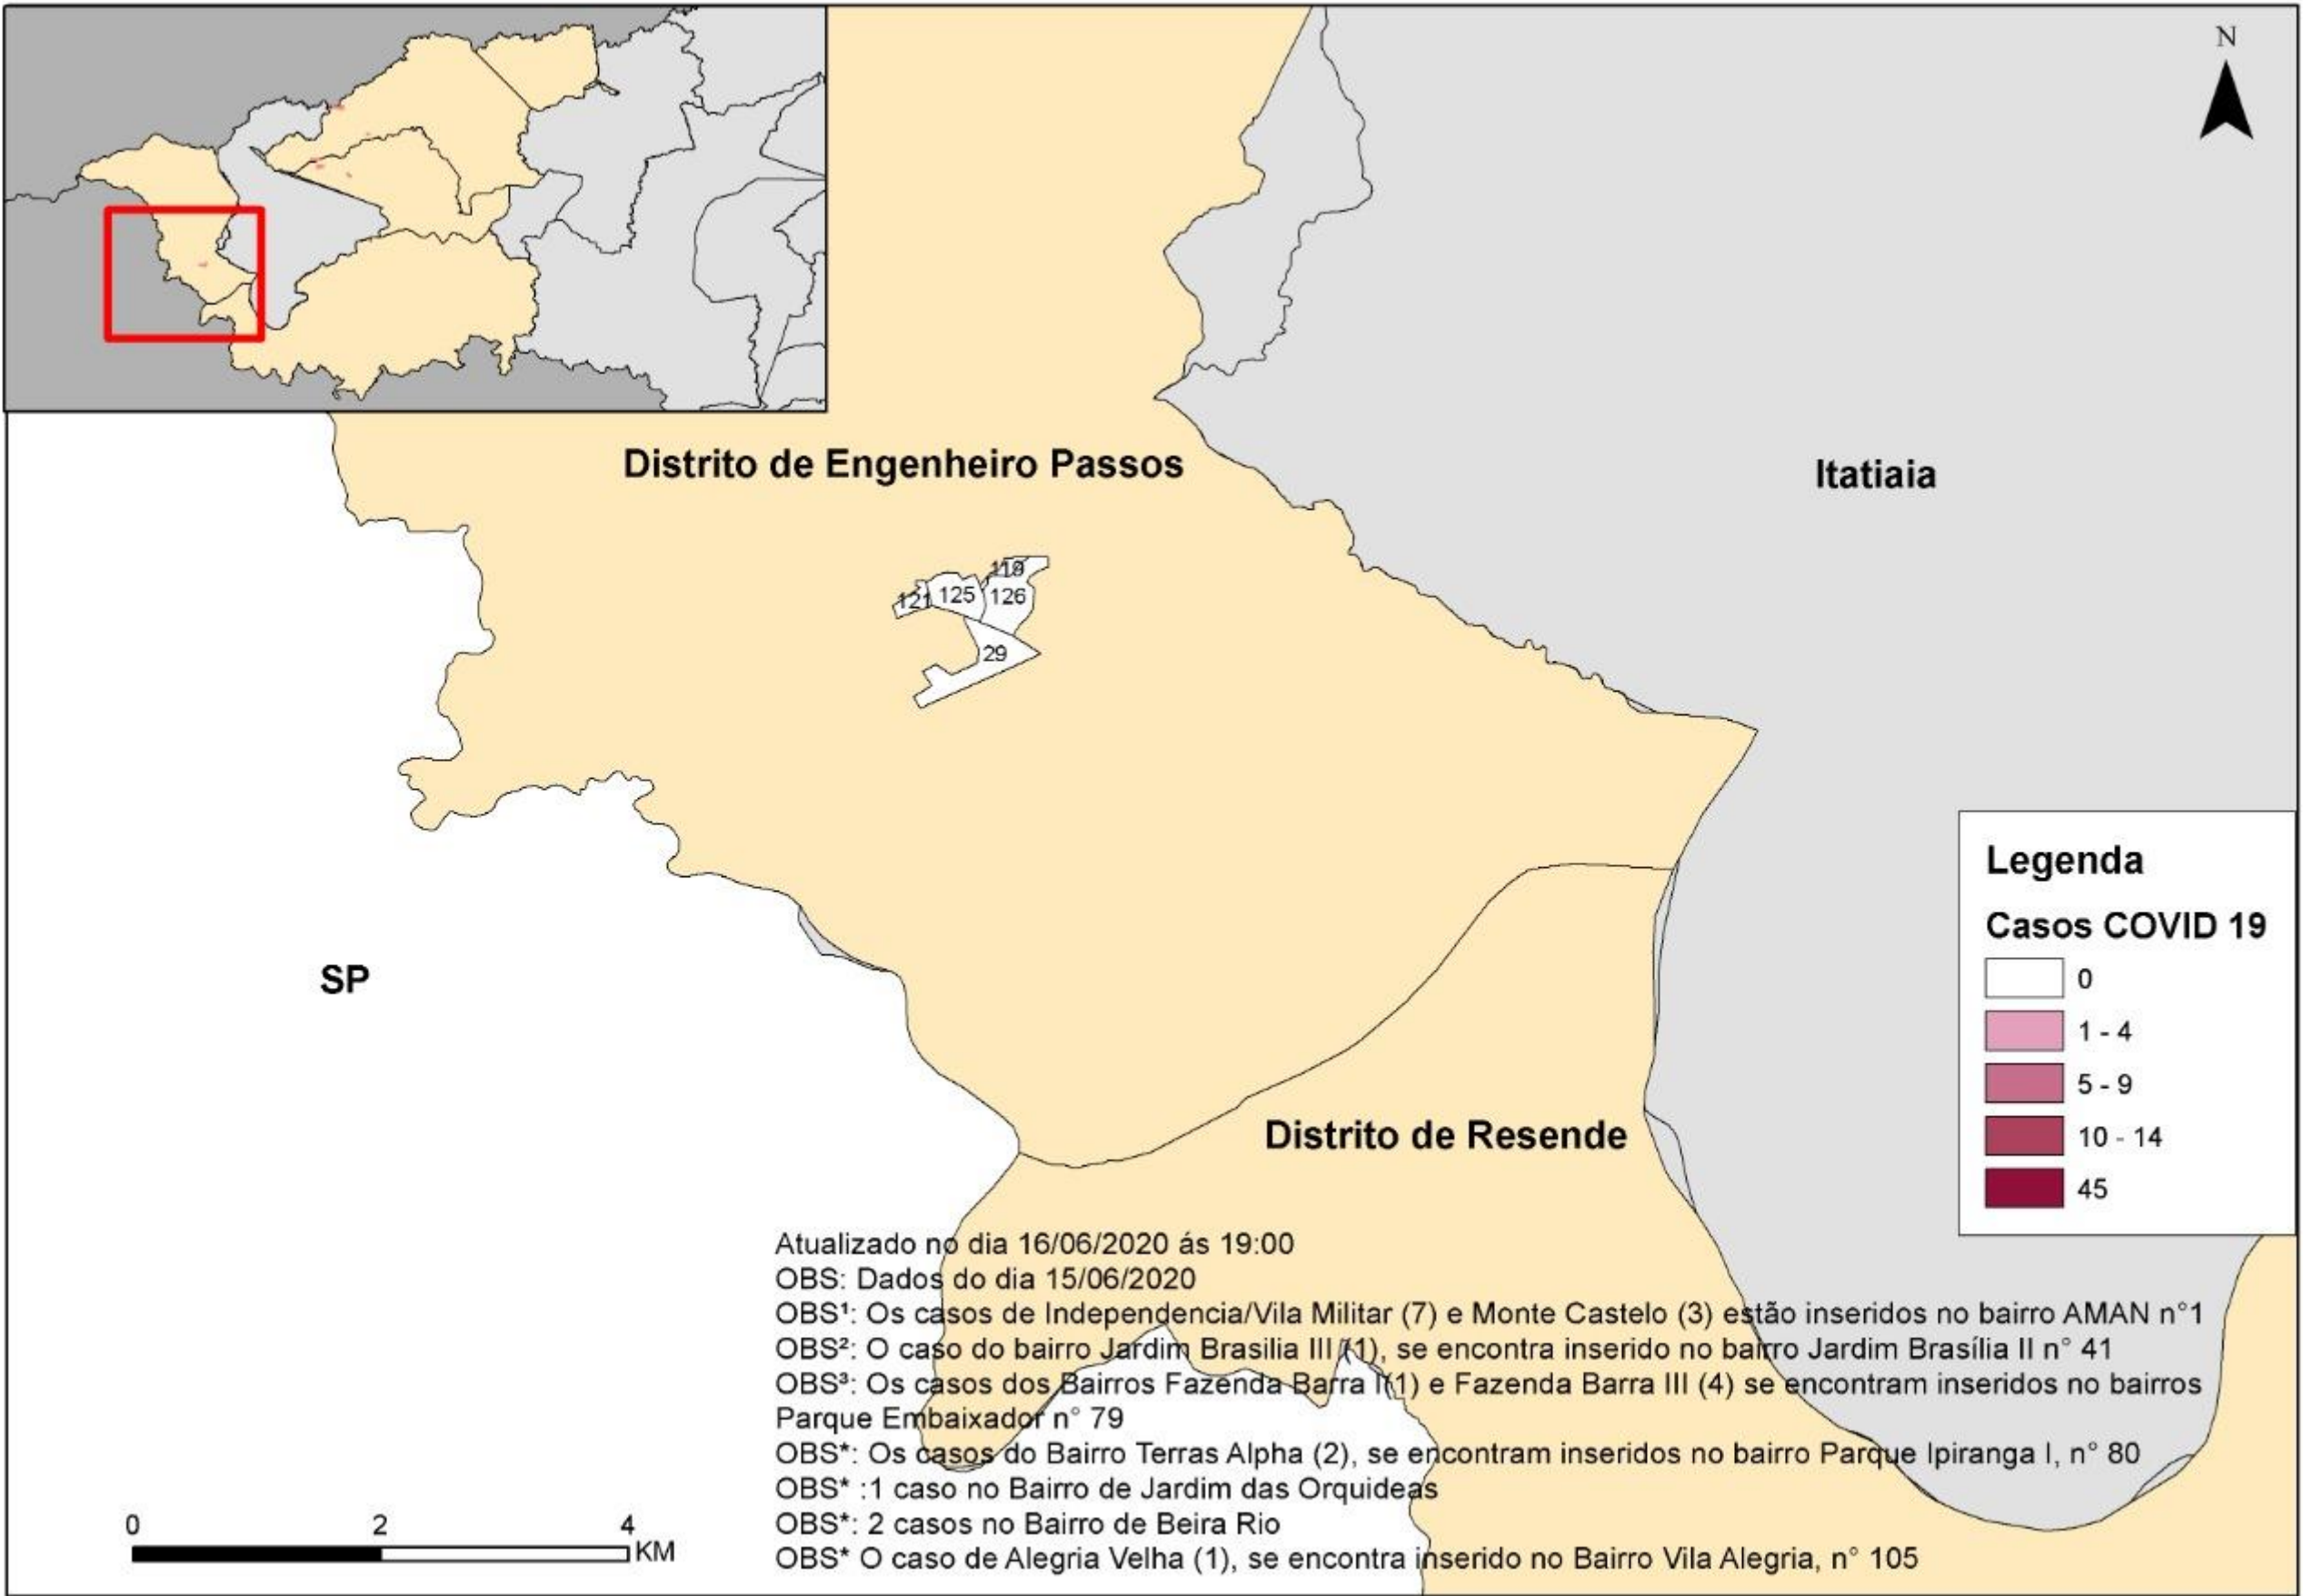 N
Distrito de Engenheiro Passos
Itatiaia
119
121
125
126
29
SP
Distrito de Resende
Legenda
Casos COVID 19
0
1 - 4
5 - 9
10 - 14
45
Atualizado no dia 16/06/2020 ás 19:00
OBS: Dados do dia 15/06/2020
OBS¹: Os casos de Independencia/Vila Militar (7) e Monte Castelo (3) estão inseridos no bairro AMAN n°1
OBS²: O caso do bairro Jardim Brasilia III (1), se encontra inserido no bairro Jardim Brasília II n° 41
OBS³: Os casos dos Bairros Fazenda Barra I(1) e Fazenda Barra III (4) se encontram inseridos no bairros
Parque Embaixador n° 79
OBS*: Os casos do Bairro Terras Alpha (2), se encontram inseridos no bairro Parque Ipiranga I, n° 80
OBS* :1 caso no Bairro de Jardim das Orquideas
OBS*: 2 casos no Bairro de Beira Rio
OBS* O caso de Alegria Velha (1), se encontra inserido no Bairro Vila Alegria, n° 105
0 2 4
KM